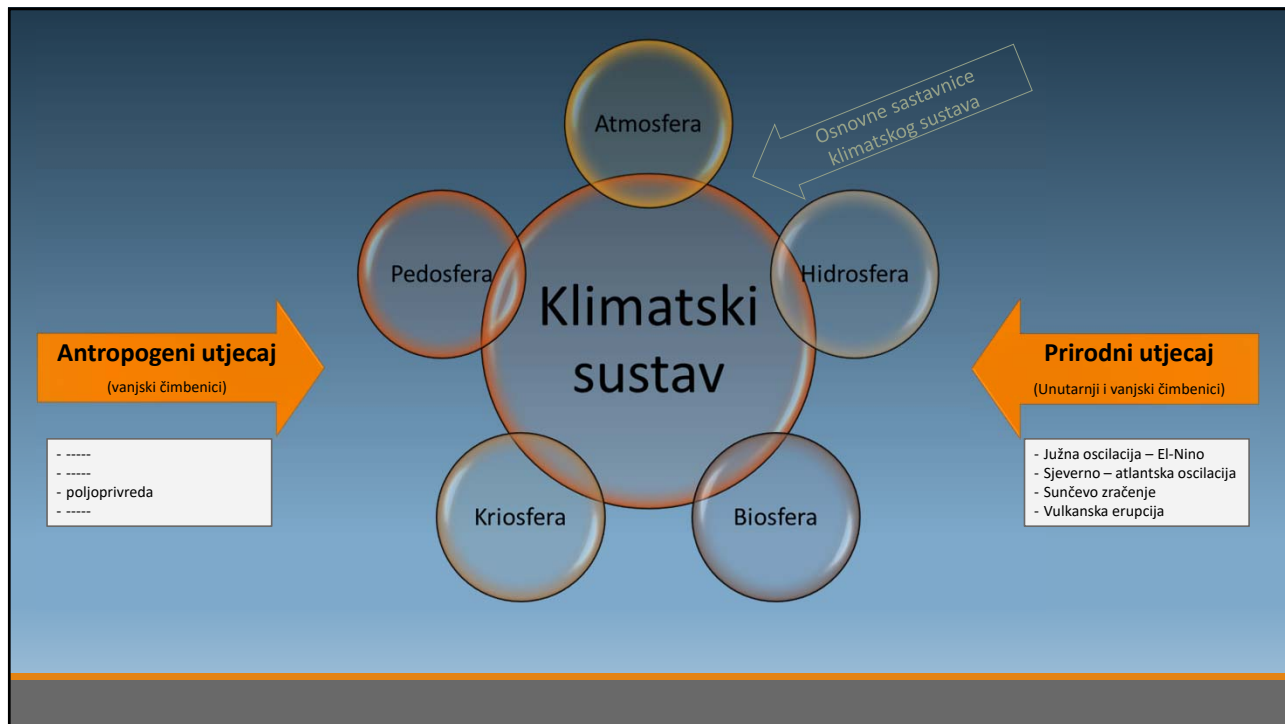 Atmosfera
Osnovne sastavnice
klimatskog sustava
Pedosfera
Hidrosfera
Klimatski
sustav
Antropogeni utjecaj
(vanjski čimbenici)
- -----
- -----
- poljoprivreda
- -----
Prirodni utjecaj
(Unutarnji i vanjski čimbenici)
- Južna oscilacija – El-Nino
- Sjeverno – atlantska oscilacija
- Sunčevo zračenje
- Vulkanska erupcija
Kriosfera
Biosfera